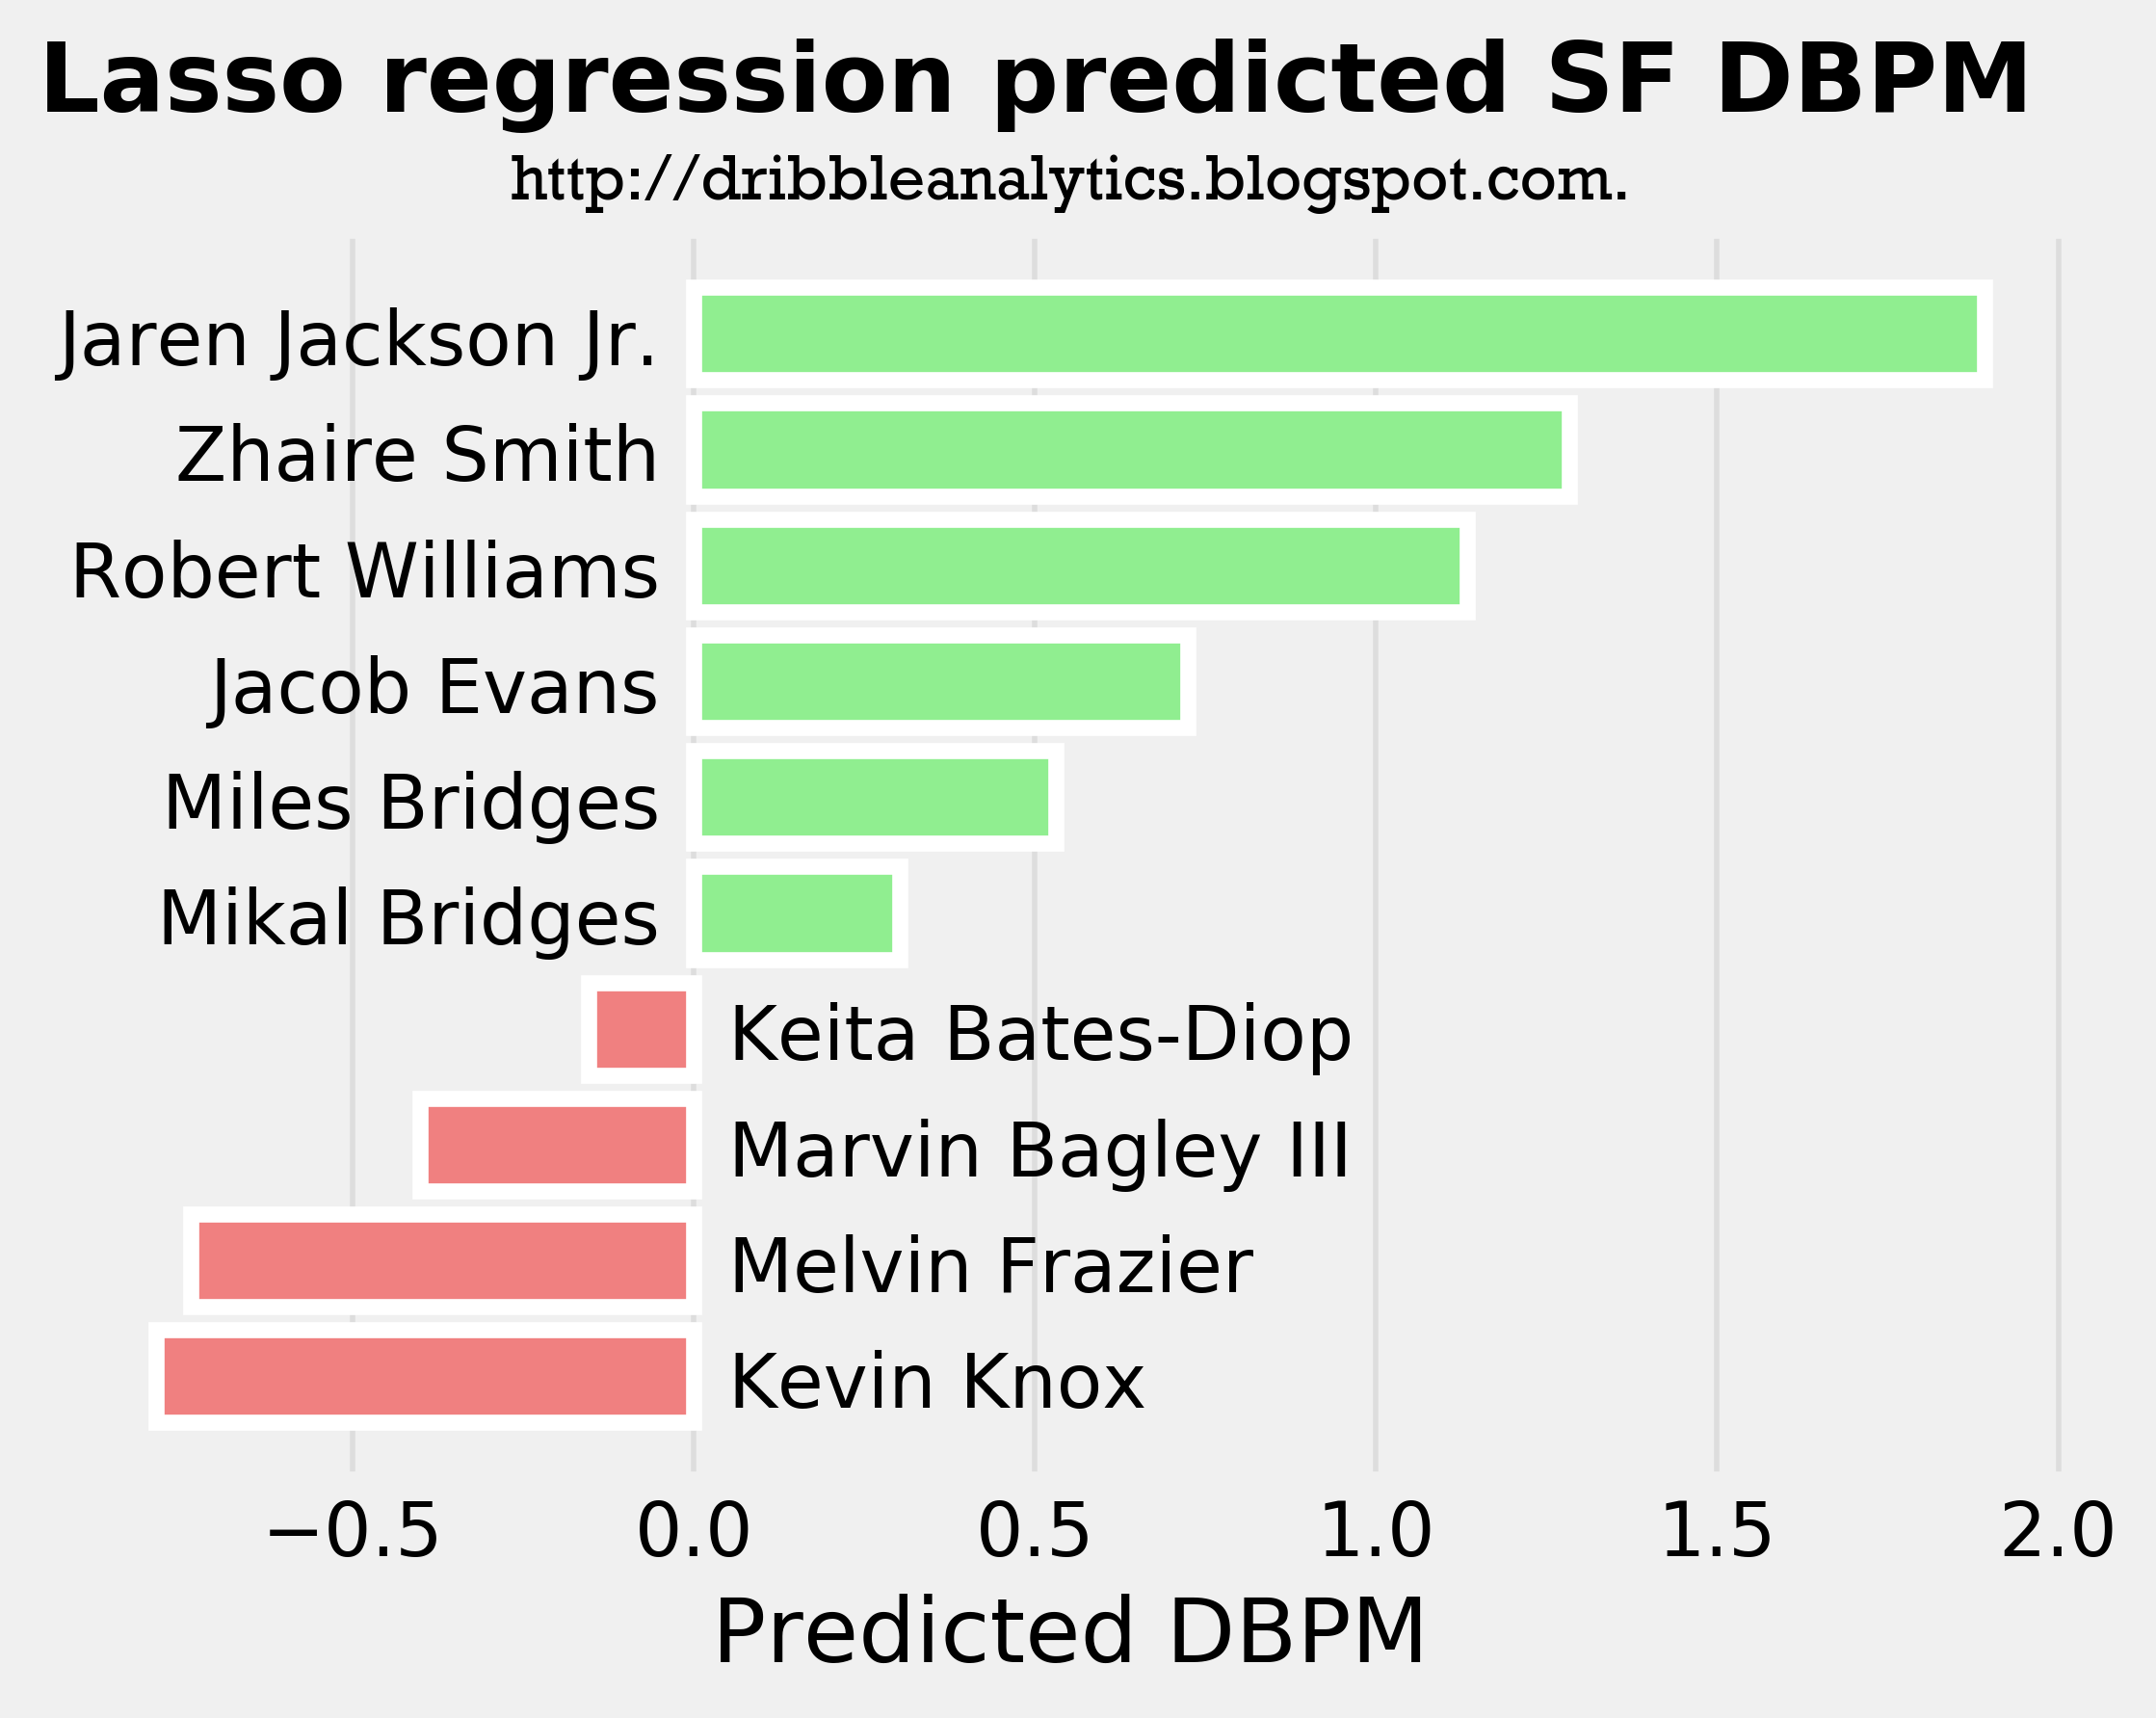 Lasso regression predicted SF DBPM
http://dribbleanalytics.blogspot.com.
Jaren Jackson Jr.
Zhaire Smith
Robert Williams
Jacob Evans
Miles Bridges
Mikal Bridges
Keita Bates-Diop
Marvin Bagley III
Melvin Frazier
Kevin Knox
−0.5 0.0 0.5 1.0 1.5 2.0
Predicted DBPM